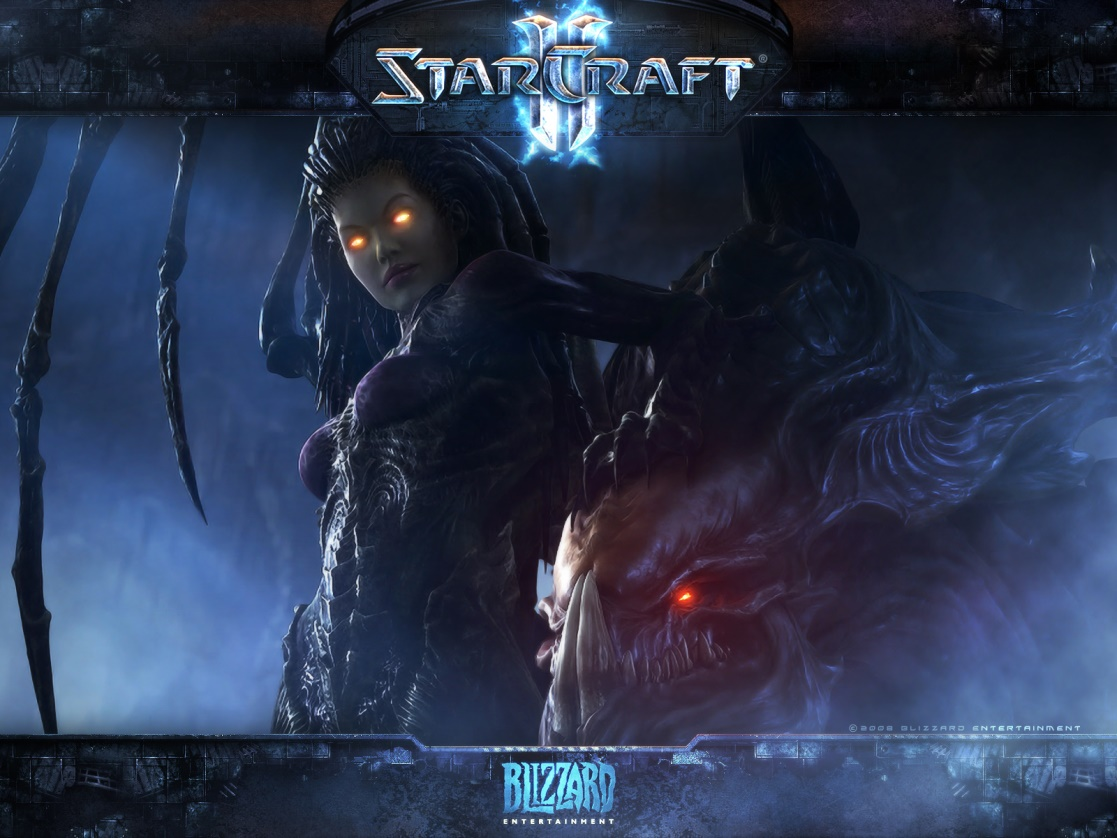 STARCRAFT®
II
©2008 BLIZZARD ENTERTAINMENT
BLIZZARD
ENTERTAINMENT